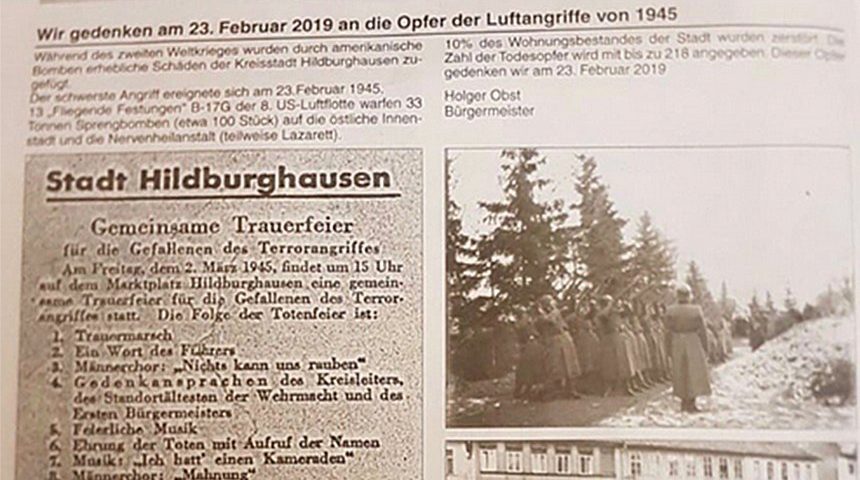 Wir gedenken am 23. Februar 2019 an die Opfer der Luftangriffe von 1945
Während des zweiten Weltkrieges wurden durch amerikanische
Bomben erhebliche Schäden der Kreisstadt Hildburghausen zu-
gefügt.
Der schwerste Angriff ereignete sich am 23.Februar 1945.
13 „Fliegende Festungen" B-17G der 8. US-Luftflotte warfen 33
Tonnen Sprengbomben (etwa 100 Stück) auf die östliche Innen-
stadt und die Nervenheilanstalt (teilweise Lazarett).
10% des Wohnungsbestandes der Stadt wurden zerstört. Die
Zahl der Todesopfer wird mit bis zu 218 angegeben. Dieser Opfer
gedenken wir am 23. Februar 2019
Holger Obst
Bürgermeister
Stadt Hildburghausen
Gemeinsame Trauerfeier
für die Gefallenen des Terrorangriffes
Am Freitag, dem 2. März 1945, findet um 15 Uhr
auf dem Marktplatz Hildburghausen eine gemein-
same Trauerfeier für die Gefallenen des Terror-
angriffes statt. Die Folge der Totenfeier ist:
1. Trauermarsch
2. Ein Wort des Führers
3. Männerchor: „Nichts kann uns rauben"
4. Gedenkansprachen des Kreisleiters,
des Standortältesten der Wehrmacht und des
Ersten Bürgermeisters
5. Feierliche Musik
6. Ehrung der Toten mit Aufruf der Namen
7. Musik: „Ich hatt' einen Kameraden"
8. Männerchor: „Mahnung"